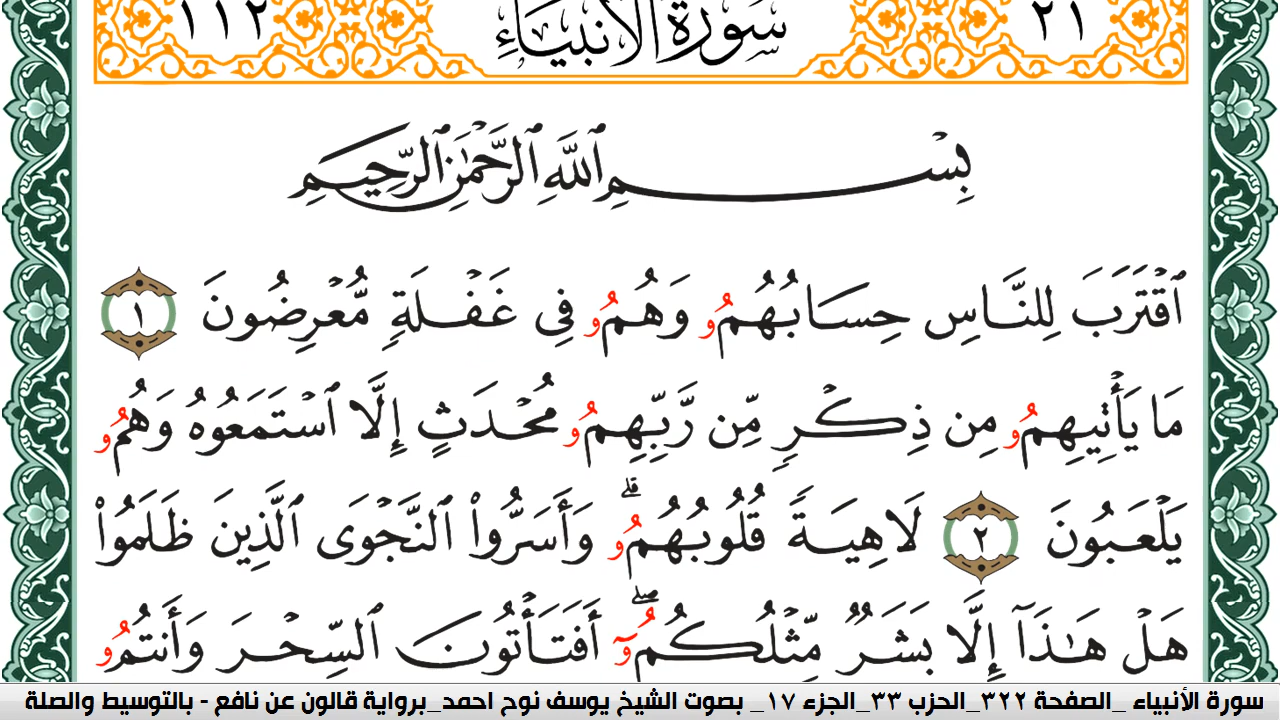 ٢١ سُورَةُ الأَنْبِيَاءِ ١١٢
بِسْمِ ٱللَّهِ ٱلرَّحْمَٰنِ ٱلرَّحِيمِ
ٱقْتَرَبَ لِلنَّاسِ حِسَابُهُمُو وَهُمُو فِي غَفْلَةٍ مُّعْرِضُونَ ١
مَا يَأْتِيهِمُو مِن ذِكْرٍ مِّن رَّبِّهِمُو مُحْدَثٍ إِلَّا ٱسْتَمَعُوهُ وَهُمُو
يَلْعَبُونَ ٢ لَاهِيَةً قُلُوبُهُمُو ۗ وَأَسَرُّواْ ٱلنَّجْوَى ٱلَّذِينَ ظَلَمُواْ
هَلْ هَٰذَآ إِلَّا بَشَرٌ مِّثْلُكُمُوٓ ۖ أَفَتَأْتُونَ ٱلسِّحْرَ وَأَنتُمُو
سورة الأنبياء _الصفحة ٣٢٢_الحزب ٣٣_الجزء ١٧_ بصوت الشيخ يوسف نوح احمد_برواية قالون عن نافع - بالتوسيط والصلة